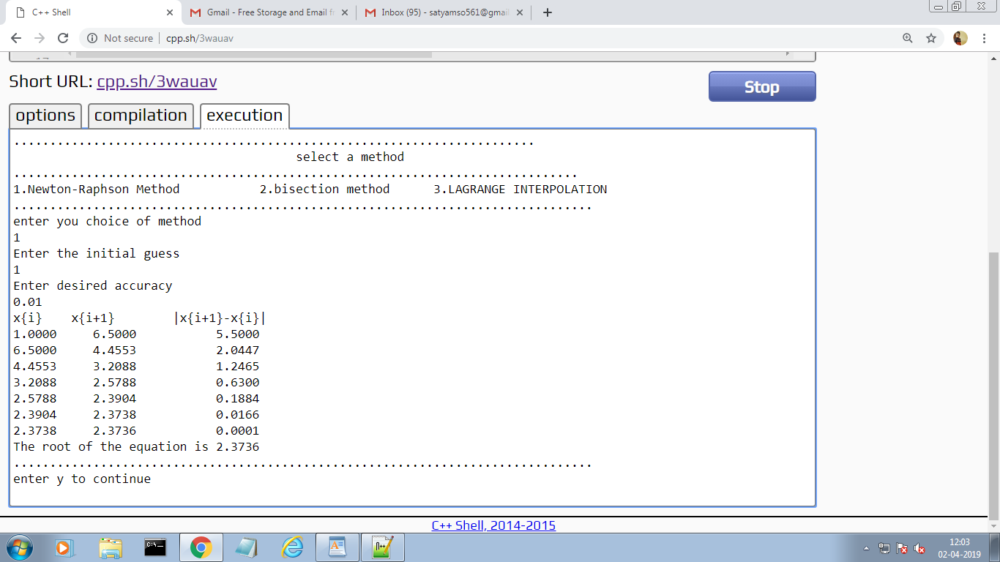 C++ Shell
Gmail - Free Storage and Email f
Inbox (95) - satyamso561@gmai
Not secure
cpp.sh/3wauav
Short URL: cpp.sh/3wauav
Stop
options
compilation
execution
........................................................................
select a method
..............................................................................
1.Newton-Raphson Method 2.bisection method 3.LAGRANGE INTERPOLATION
................................................................................
enter you choice of method
1
Enter the initial guess
1
Enter desired accuracy
0.01
x{i} x{i+1} |x{i+1}-x{i}|
1.0000 6.5000 5.5000
6.5000 4.4553 2.0447
4.4553 3.2088 1.2465
3.2088 2.5788 0.6300
2.5788 2.3904 0.1884
2.3904 2.3738 0.0166
2.3738 2.3736 0.0001
The root of the equation is 2.3736
................................................................................
enter y to continue
C++ Shell, 2014-2015
12:03
02-04-2019